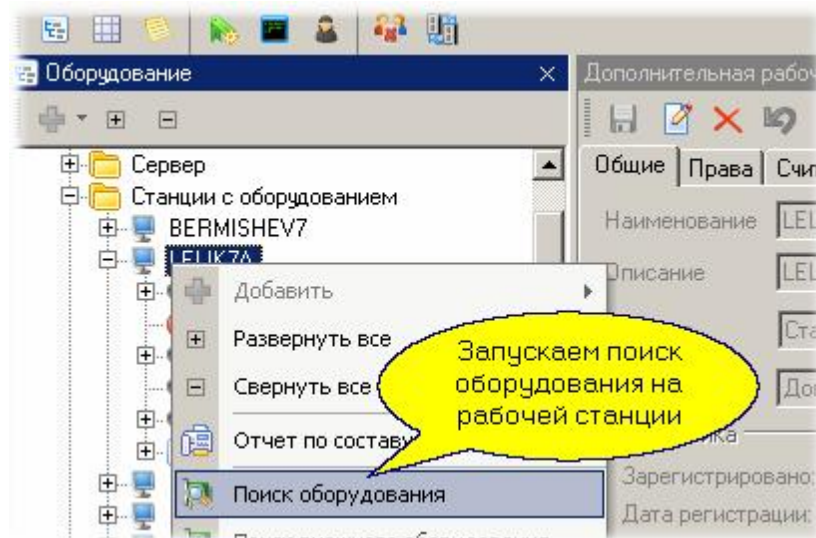 Оборудование
Дополнительная
Сервер
Станции с оборудованием
BERMISHEV7
LELIK7A
Добавить
Развернуть все
Свернуть все
Отчет по составу
Поиск оборудования
Запускаем поиск
оборудования на
рабочей станции
Общие Права
Наименование
Описание
Зарегистрировано:
Дата регистрации: